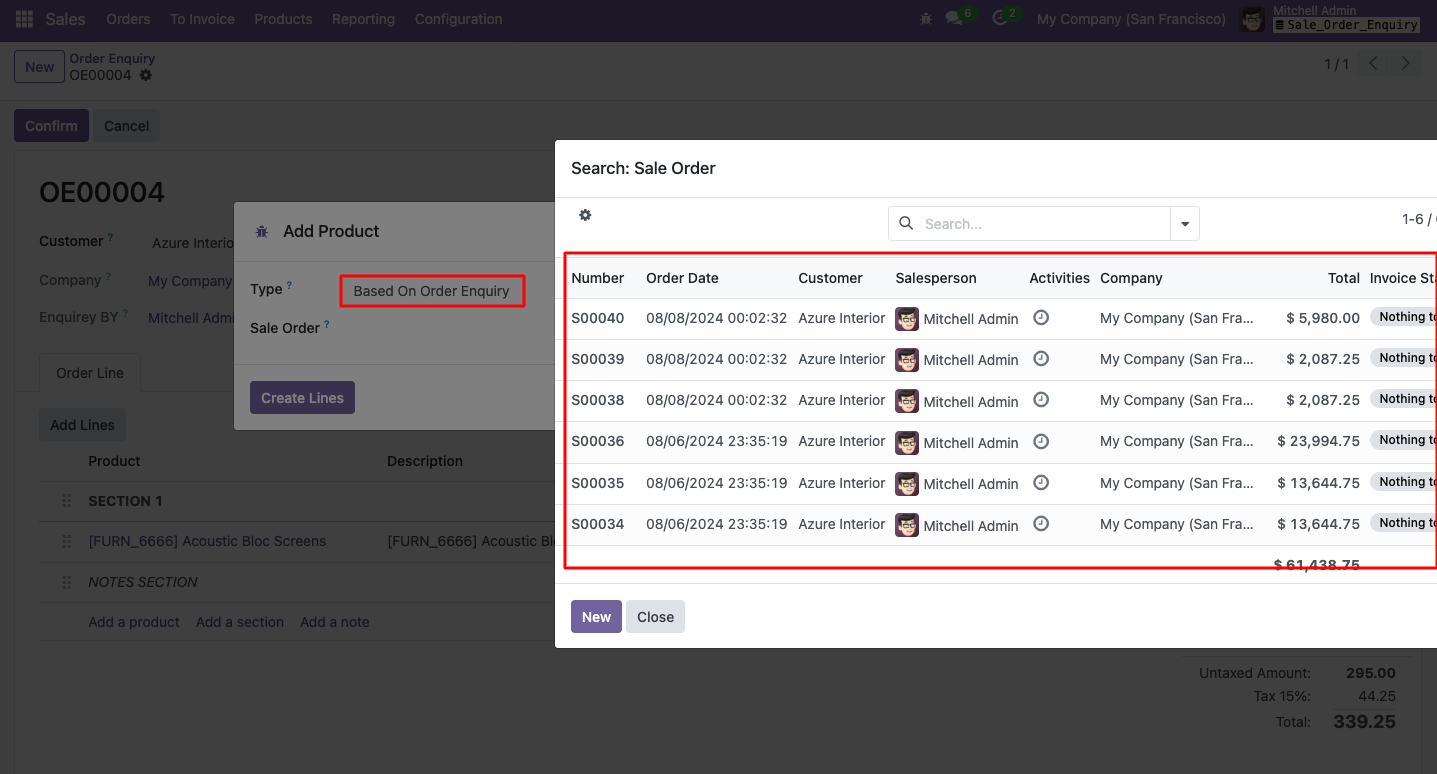 Sales Orders To Invoice Products Reporting Configuration 6 2 My Company (San Francisco) Mitchell Admin
Sale_Order_Enquiry
New Order Enquiry
OE00004 1 / 1
Confirm Cancel
OE00004
Customer ? Azure Interio
Company ? My Company
Enquirey BY ? Mitchell Admi
Order Line
Add Lines
Product Description
SECTION 1
[FURN_6666] Acoustic Bloc Screens [FURN_6666] Acoustic Bl
NOTES SECTION
Add a product Add a section Add a note
Untaxed Amount: 295.00
Tax 15%: 44.25
Total: 339.25
Add Product
Type ? Based On Order Enquiry
Sale Order ?
Create Lines
Search: Sale Order
Search... 1-6 /
Number Order Date Customer Salesperson Activities Company Total Invoice Sta
S00040 08/08/2024 00:02:32 Azure Interior Mitchell Admin My Company (San Fra... $ 5,980.00 Nothing to
S00039 08/08/2024 00:02:32 Azure Interior Mitchell Admin My Company (San Fra... $ 2,087.25 Nothing to
S00038 08/08/2024 00:02:32 Azure Interior Mitchell Admin My Company (San Fra... $ 2,087.25 Nothing to
S00036 08/06/2024 23:35:19 Azure Interior Mitchell Admin My Company (San Fra... $ 23,994.75 Nothing to
S00035 08/06/2024 23:35:19 Azure Interior Mitchell Admin My Company (San Fra... $ 13,644.75 Nothing to
S00034 08/06/2024 23:35:19 Azure Interior Mitchell Admin My Company (San Fra... $ 13,644.75 Nothing to
$ 61,438.75
New Close